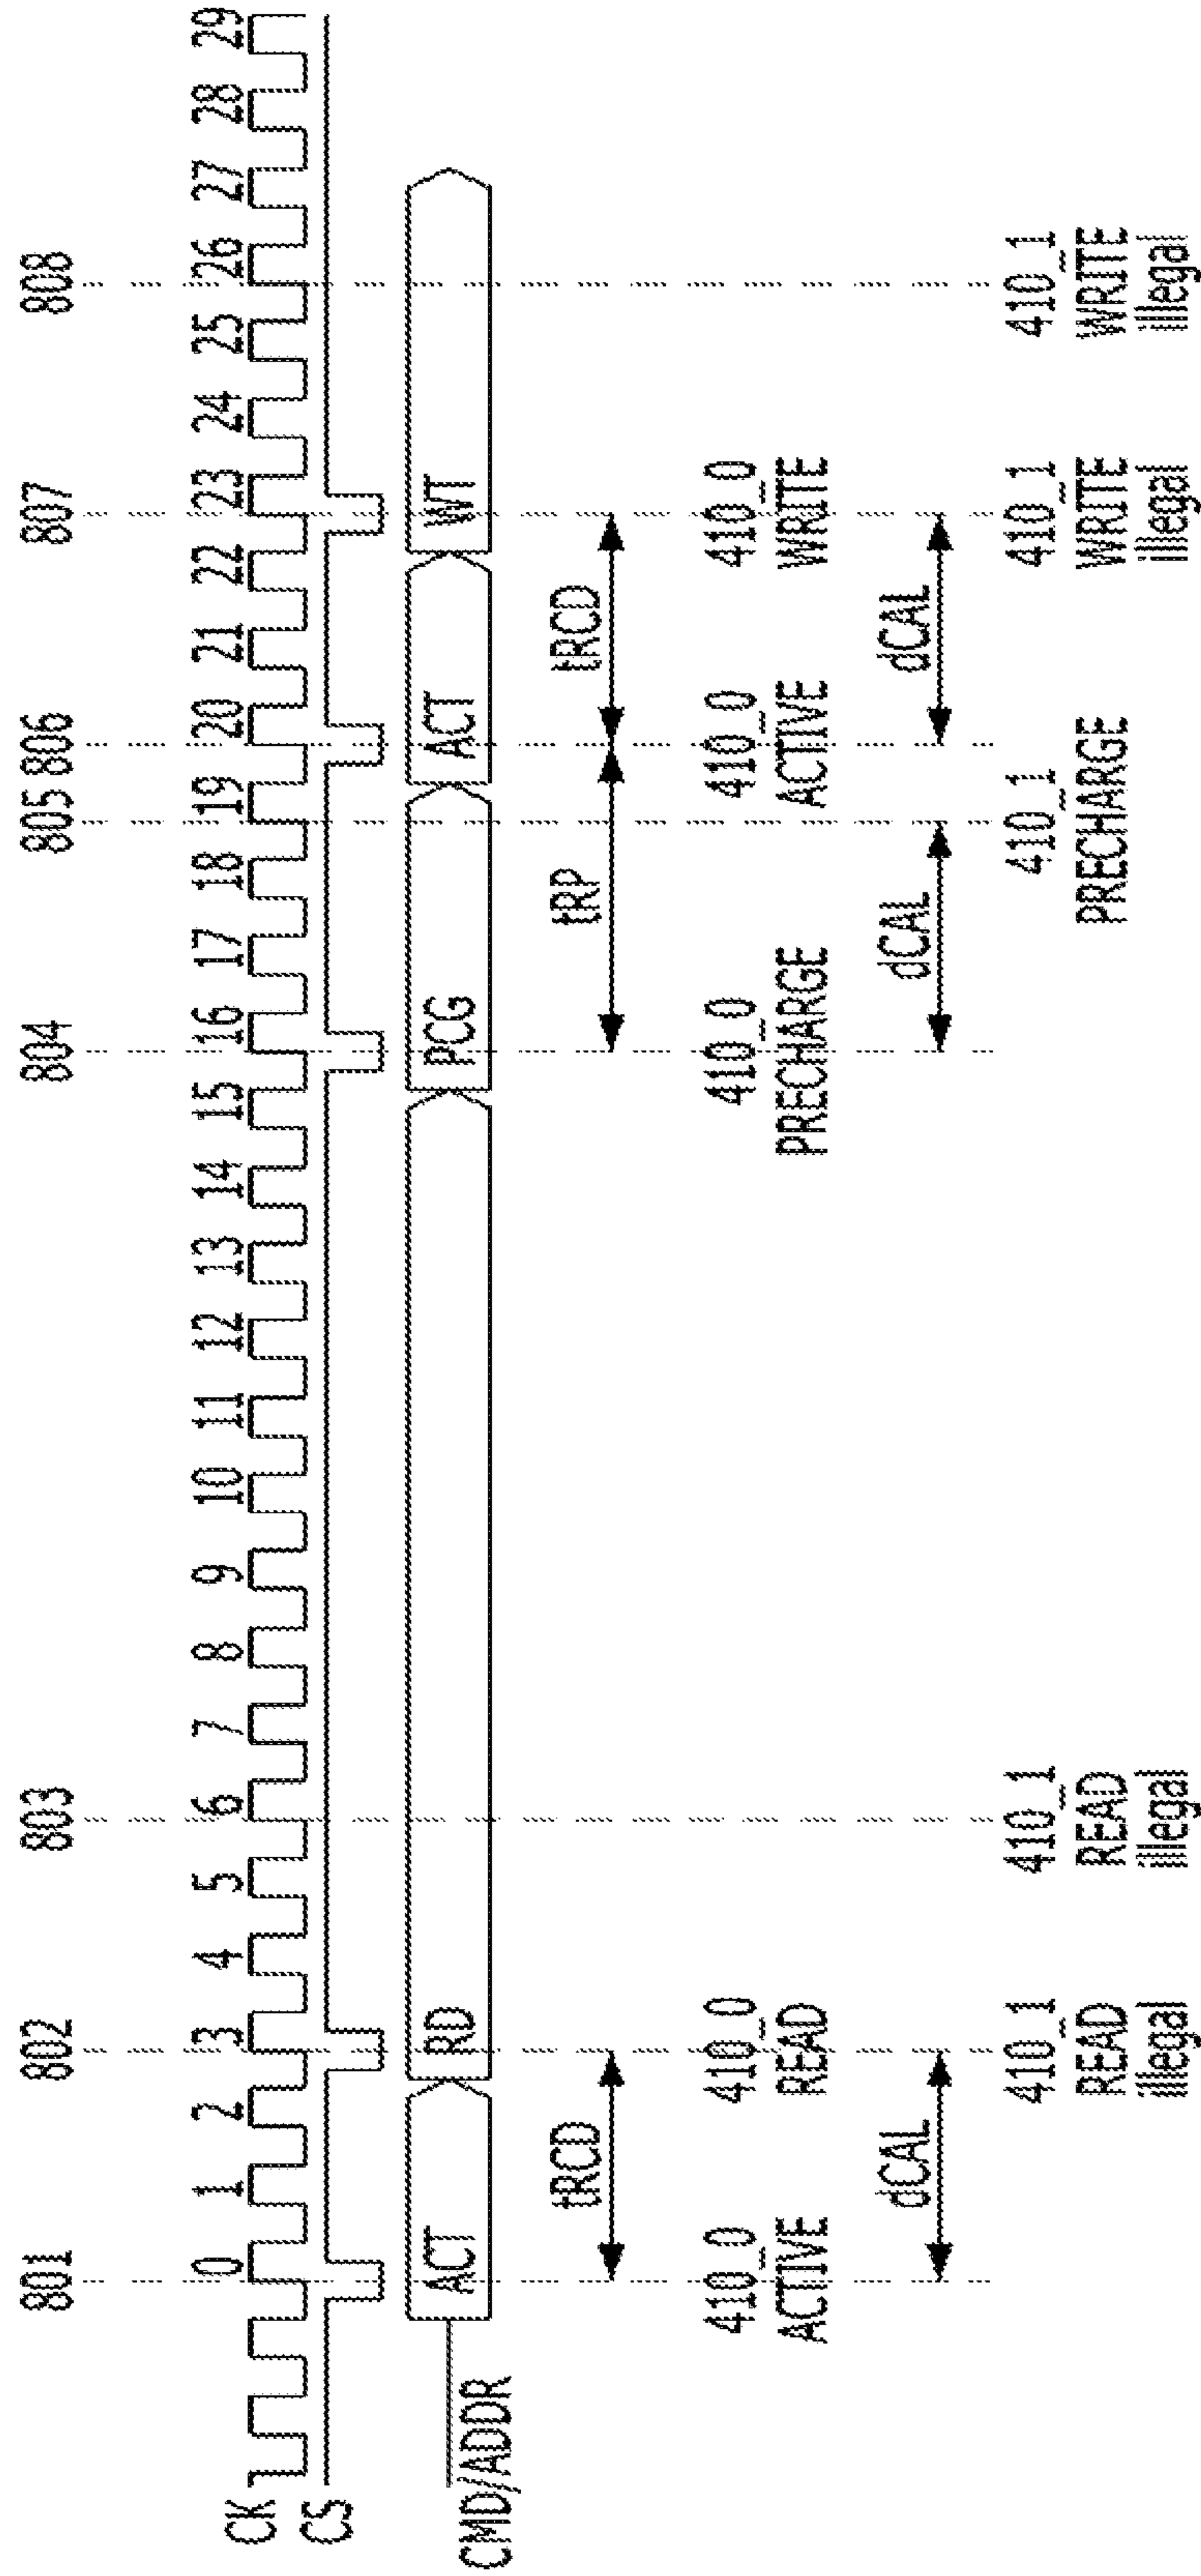 801 802 803 804 805 806 807 808
0 1 2 3 4 5 6 7 8 9 10 11 12 13 14 15 16 17 18 19 20 21 22 23 24 25 26 27 28 29
CK
CS
CMD/ADDR
ACT RD PCG ACT WT
tRCD tRP tRCD
410_0 410_0 410_0 410_0 410_0
ACTIVE READ PRECHARGE ACTIVE WRITE
dCAL dCAL dCAL
410_1 410_1 410_1 410_1 410_1
READ READ PRECHARGE WRITE WRITE
illegal illegal illegal illegal